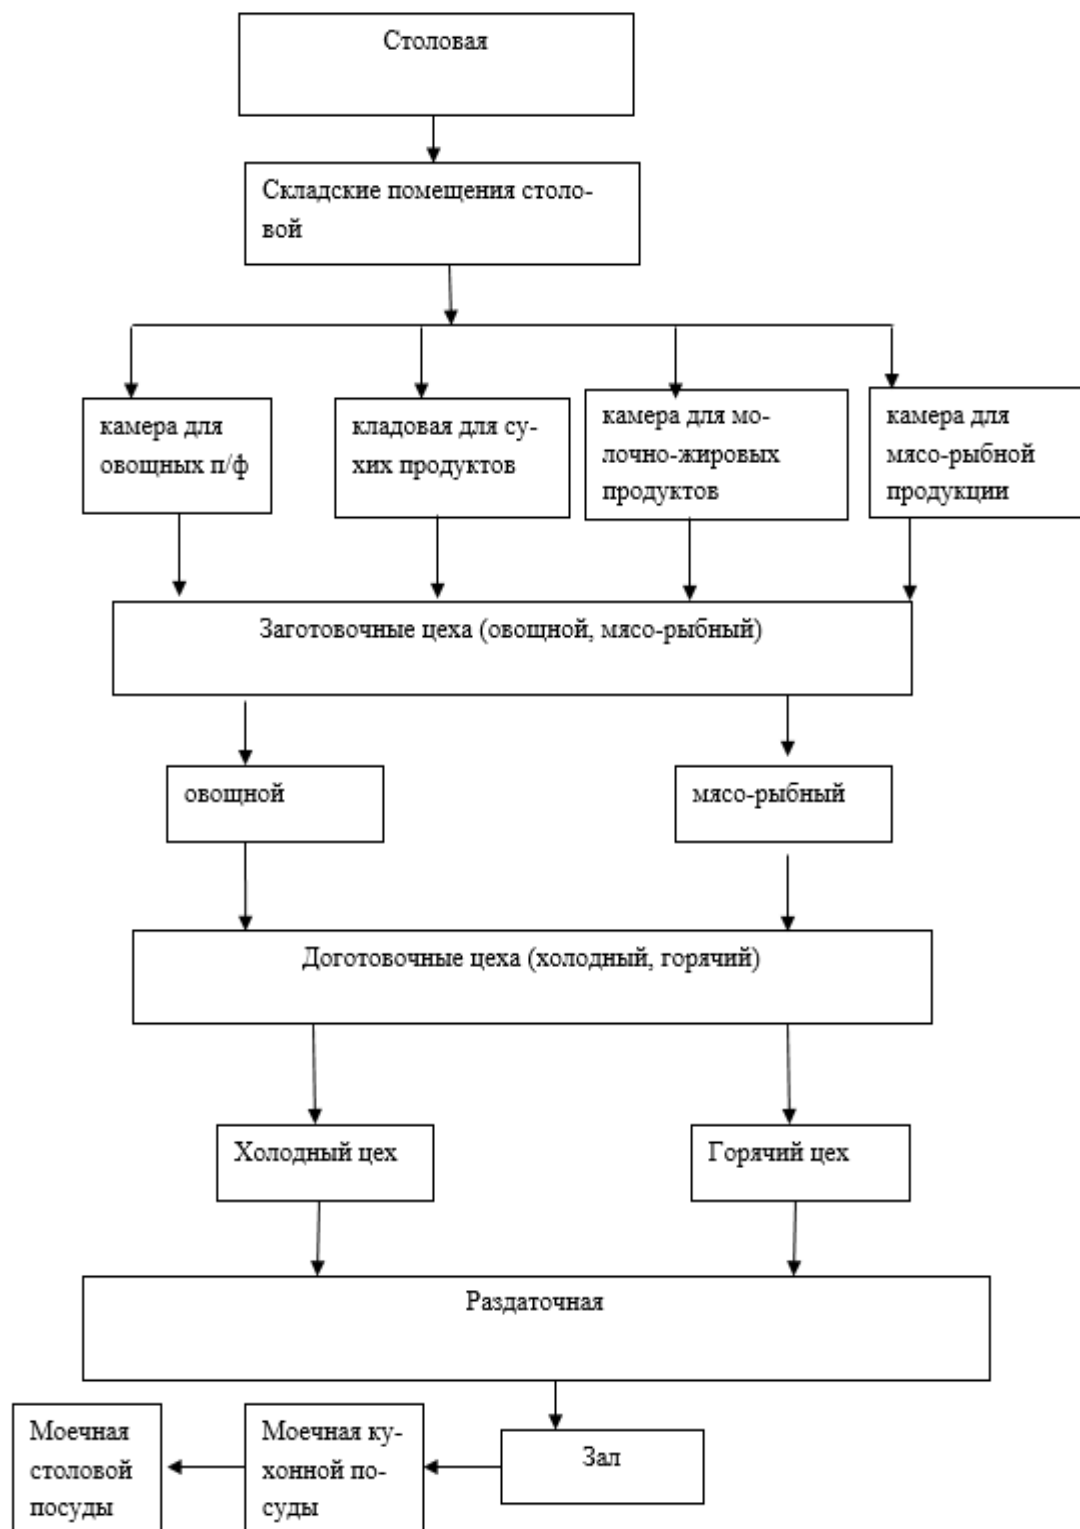 Столовая
Складские помещения столо-
вой
камера для
овощных п/ф
кладовая для су-
хих продуктов
камера для мо-
лочно-жировых
продуктов
камера для
мясо-рыбной
продукции
Заготовочные цеха (овощной, мясо-рыбный)
овощной
мясо-рыбный
Доготовочные цеха (холодный, горячий)
Холодный цех
Горячий цех
Раздаточная
Моечная
столовой
посуды
Моечная ку-
хонной по-
суды
Зал